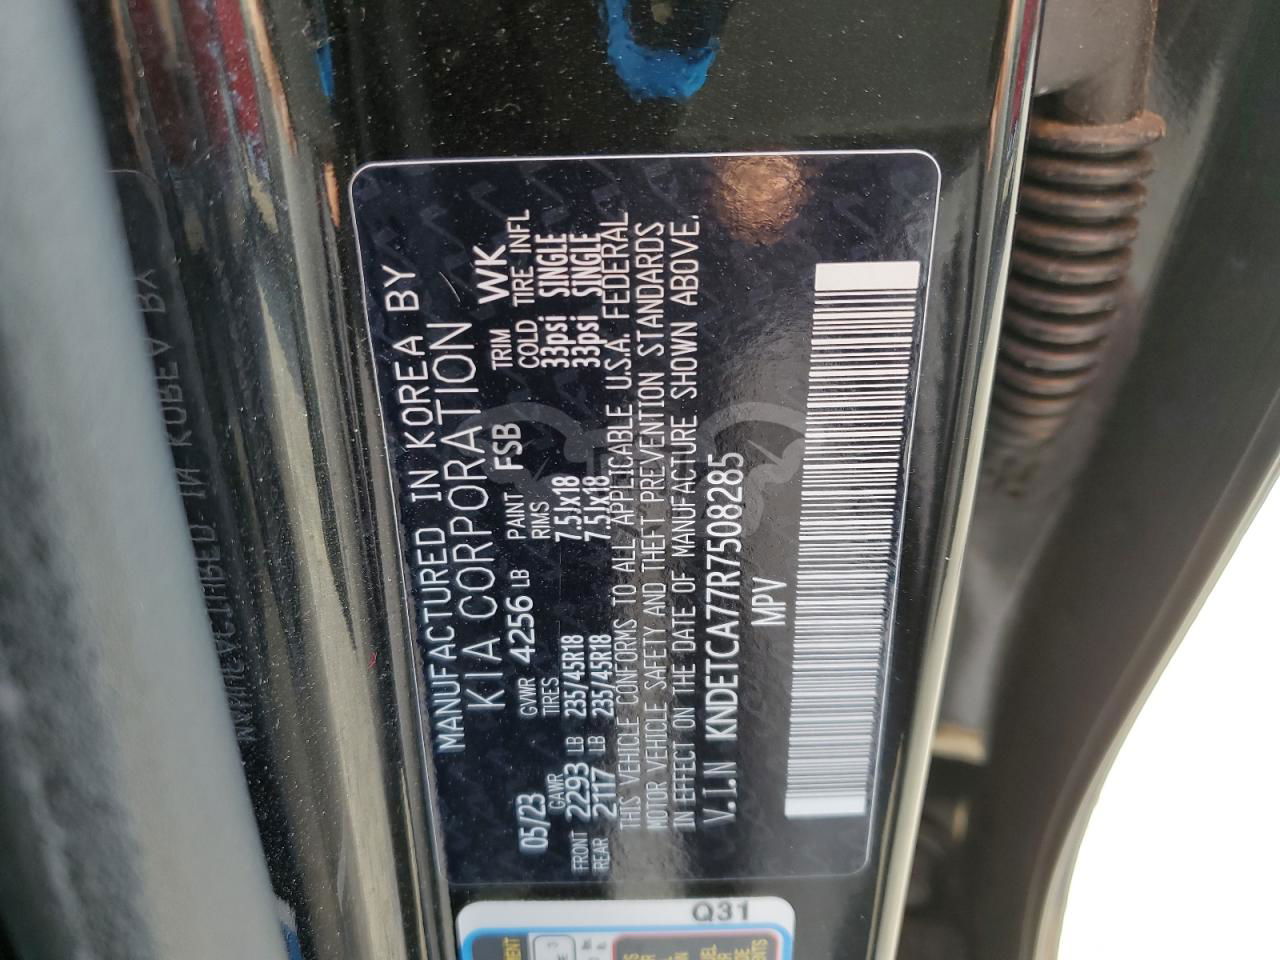 MANUFACTURED IN KOREA BY
KIA CORPORATION
05/23 GVWR 4256 LB PAINT FSB TRIM WK
GAWR TIRES RIMS COLD TIRE INFL
FRONT 2293 LB 235/45R18 7.5Jx18 33psi SINGLE
REAR 2117 LB 235/45R18 7.5Jx18 33psi SINGLE
THIS VEHICLE CONFORMS TO ALL APPLICABLE U.S.A. FEDERAL
MOTOR VEHICLE SAFETY AND THEFT PREVENTION STANDARDS
IN EFFECT ON THE DATE OF MANUFACTURE SHOWN ABOVE.
V.I.N KNDETCA77R7508285
MPV
Q31